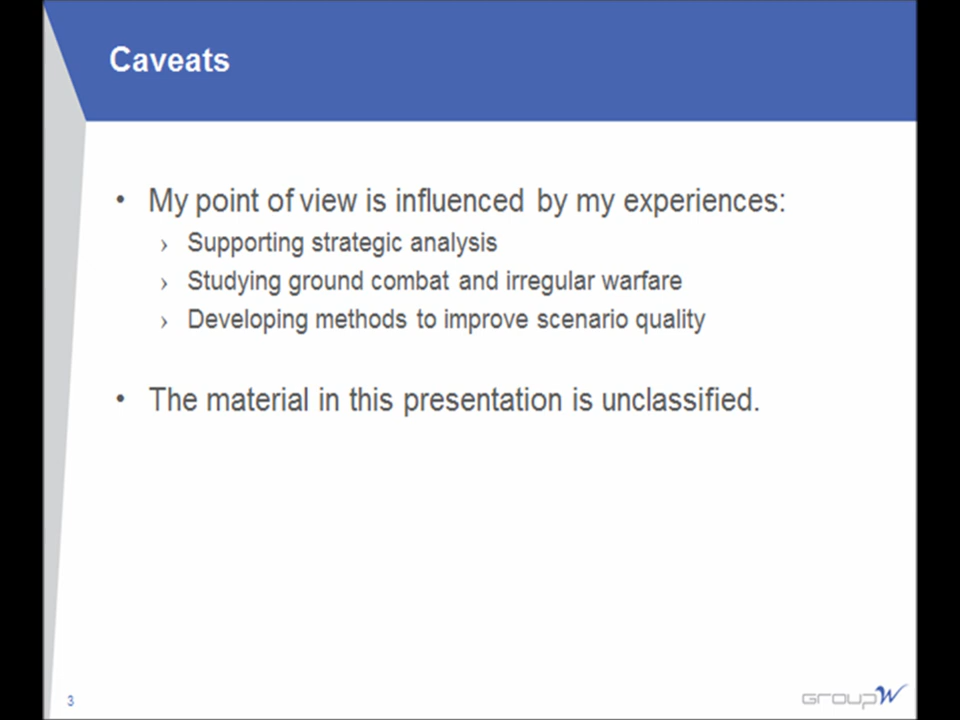 Caveats
• My point of view is influenced by my experiences:
› Supporting strategic analysis
› Studying ground combat and irregular warfare
› Developing methods to improve scenario quality
• The material in this presentation is unclassified.
3
GroupW